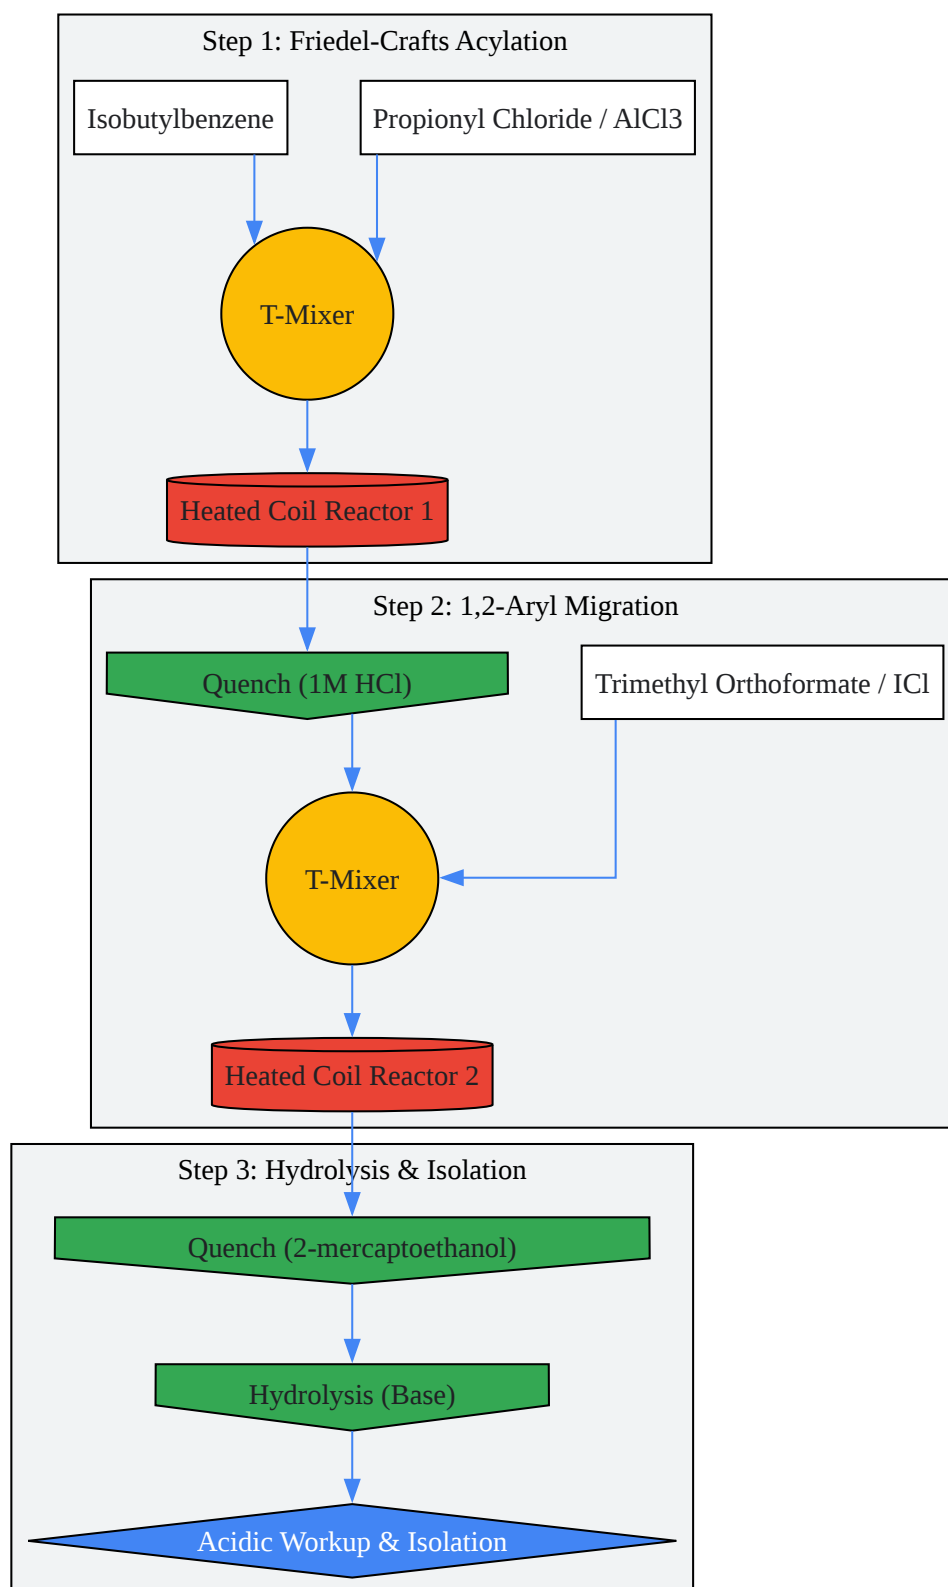 Step 1: Friedel-Crafts Acylation
Isobutylbenzene
Propionyl Chloride / AlCl3
T-Mixer
Heated Coil Reactor 1
Step 2: 1,2-Aryl Migration
Quench (1M HCl)
Trimethyl Orthoformate / ICl
T-Mixer
Heated Coil Reactor 2
Step 3: Hydrolysis & Isolation
Quench (2-mercaptoethanol)
Hydrolysis (Base)
Acidic Workup & Isolation